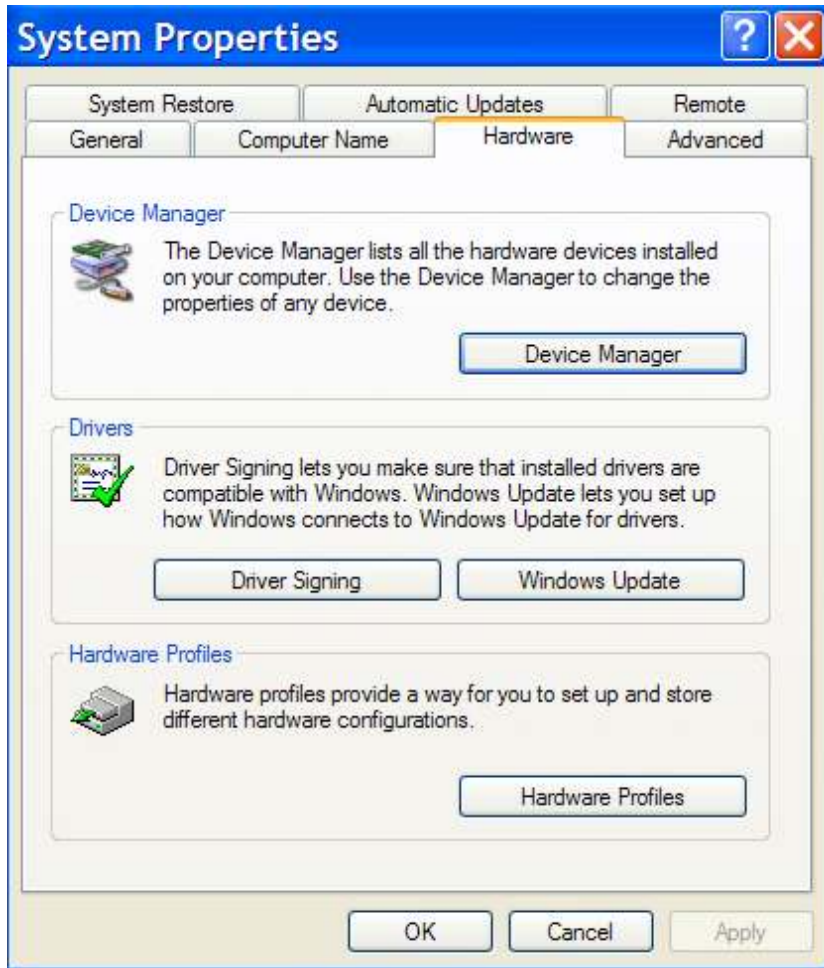 System Properties
System Restore
Automatic Updates
Remote
General
Computer Name
Hardware
Advanced
Device Manager
The Device Manager lists all the hardware devices installed
on your computer. Use the Device Manager to change the
properties of any device.
Device Manager
Drivers
Driver Signing lets you make sure that installed drivers are
compatible with Windows. Windows Update lets you set up
how Windows connects to Windows Update for drivers.
Driver Signing
Windows Update
Hardware Profiles
Hardware profiles provide a way for you to set up and store
different hardware configurations.
Hardware Profiles
OK
Cancel
Apply